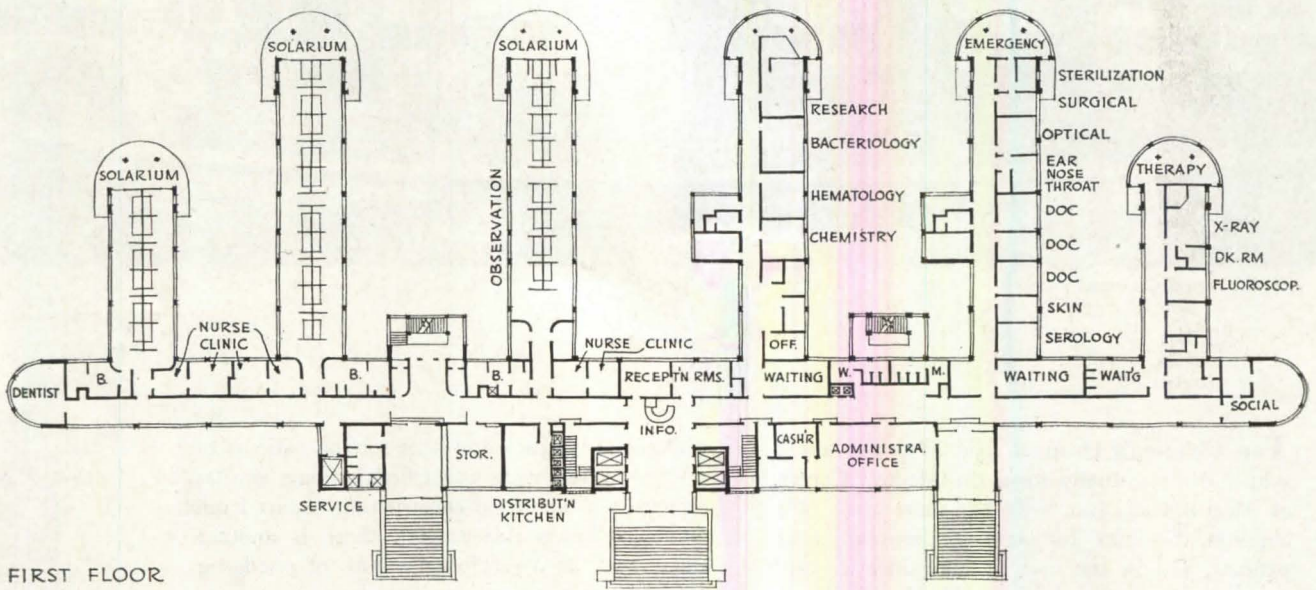 SOLARIUM
SOLARIUM
EMERGENCY
STERILIZATION
SURGICAL
RESEARCH
OPTICAL
BACTERIOLOGY
EAR
NOSE
THROAT
SOLARIUM
THERAPY
OBSERVATION
HEMATOLOGY
DOC
X-RAY
CHEMISTRY
DOC
DK. RM
DOC
FLUOROSCOP.
SKIN
NURSE
CLINIC
OFF.
SEROLOGY
NURSE CLINIC
DENTIST
B.
B.
B.
RECEPT'N RMS.
WAITING
W.
M.
WAITING
WAIT'G
SOCIAL
INFO.
STOR.
CASH'R
ADMINISTRA.
OFFICE
SERVICE
DISTRIBUT'N
KITCHEN
FIRST FLOOR